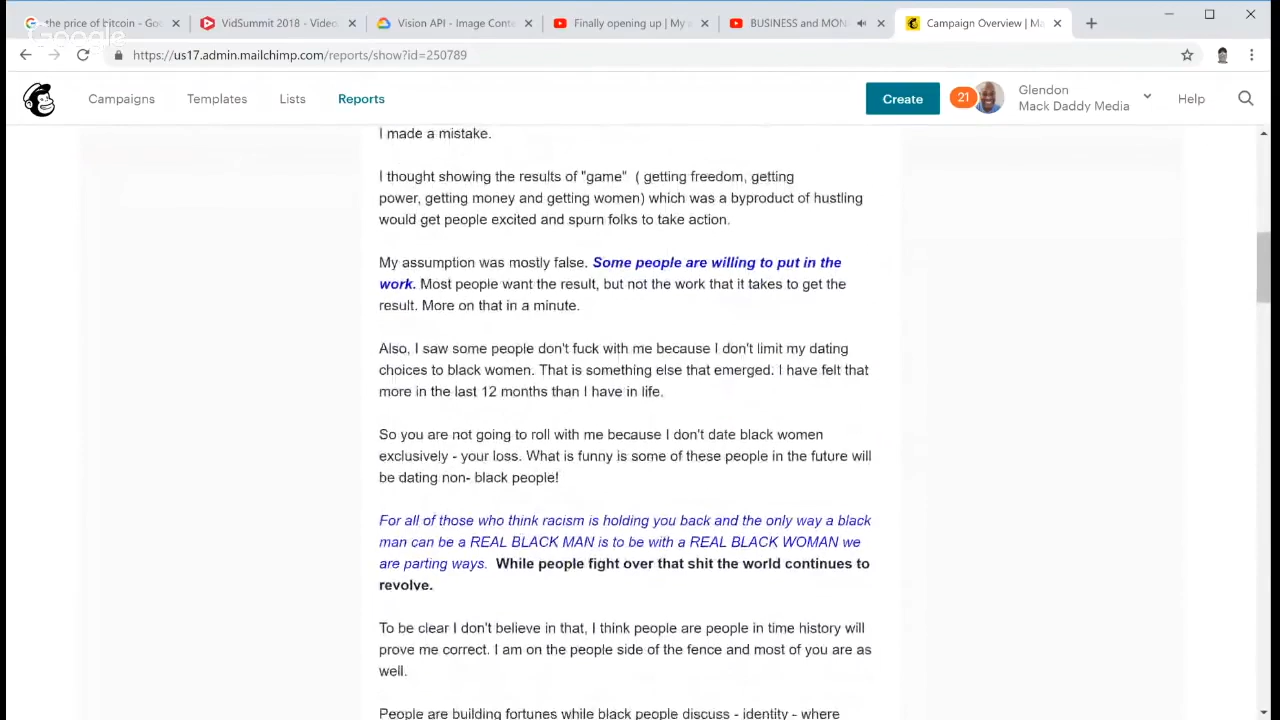 the price of bitcoin - Goo
VidSummit 2018 - Video
Vision API - Image Conte
Finally opening up | My v
BUSINESS and MON
Campaign Overview | Ma
Google
https://us17.admin.mailchimp.com/reports/show?id=250789
Campaigns
Templates
Lists
Reports
Create
21
Glendon
Mack Daddy Media
Help
I made a mistake.
I thought showing the results of "game" ( getting freedom, getting
power, getting money and getting women) which was a byproduct of hustling
would get people excited and spurn folks to take action.
My assumption was mostly false. Some people are willing to put in the
work. Most people want the result, but not the work that it takes to get the
result. More on that in a minute.
Also, I saw some people don't fuck with me because I don't limit my dating
choices to black women. That is something else that emerged. I have felt that
more in the last 12 months than I have in life.
So you are not going to roll with me because I don't date black women
exclusively - your loss. What is funny is some of these people in the future will
be dating non- black people!
For all of those who think racism is holding you back and the only way a black
man can be a REAL BLACK MAN is to be with a REAL BLACK WOMAN we
are parting ways. While people fight over that shit the world continues to
revolve.
To be clear I don't believe in that, I think people are people in time history will
prove me correct. I am on the people side of the fence and most of you are as
well.
People are building fortunes while black people discuss - identity - where